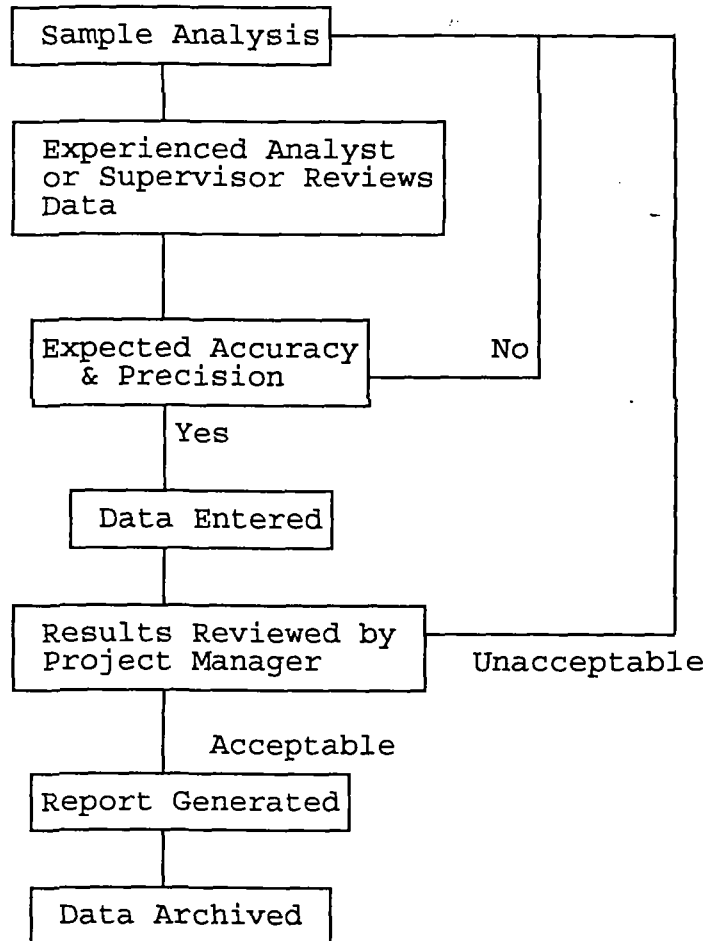 Sample Analysis
Experienced Analyst
or Supervisor Reviews
Data
Expected Accuracy
& Precision
No
Yes
Data Entered
Results Reviewed by
Project Manager
Unacceptable
Acceptable
Report Generated
Data Archived